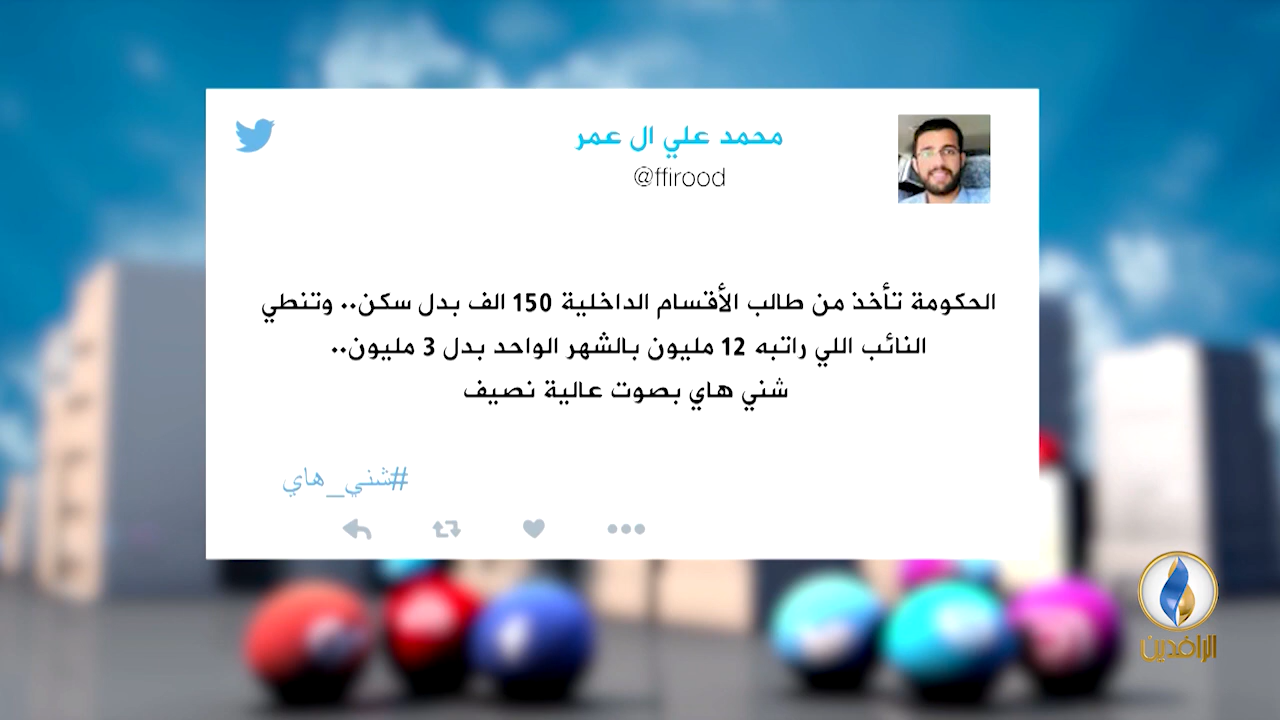 محمد علي ال عمر
@ffirood
الحكومة تأخذ من طالب الأقسام الداخلية 150 الف بدل سكن.. وتنطي
النائب اللي راتبه 12 مليون بالشهر الواحد بدل 3 مليون..
شني هاي بصوت عالية نصيف
#شني_هاي
الرافدين